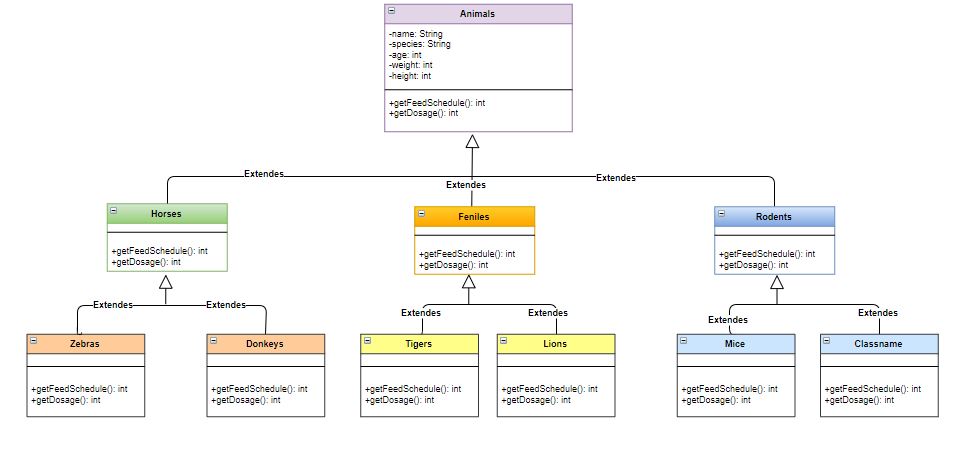 Animals
-name: String
-species: String
-age: int
-weight: int
-height: int
+getFeedSchedule(): int
+getDosage(): int
Extendes
Extendes
Extendes
Horses
+getFeedSchedule(): int
+getDosage(): int
Feniles
+getFeedSchedule(): int
+getDosage(): int
Rodents
+getFeedSchedule(): int
+getDosage(): int
Extendes
Extendes
Extendes
Extendes
Extendes
Extendes
Zebras
+getFeedSchedule(): int
+getDosage(): int
Donkeys
+getFeedSchedule(): int
+getDosage(): int
Tigers
+getFeedSchedule(): int
+getDosage(): int
Lions
+getFeedSchedule(): int
+getDosage(): int
Mice
+getFeedSchedule(): int
+getDosage(): int
Classname
+getFeedSchedule(): int
+getDosage(): int